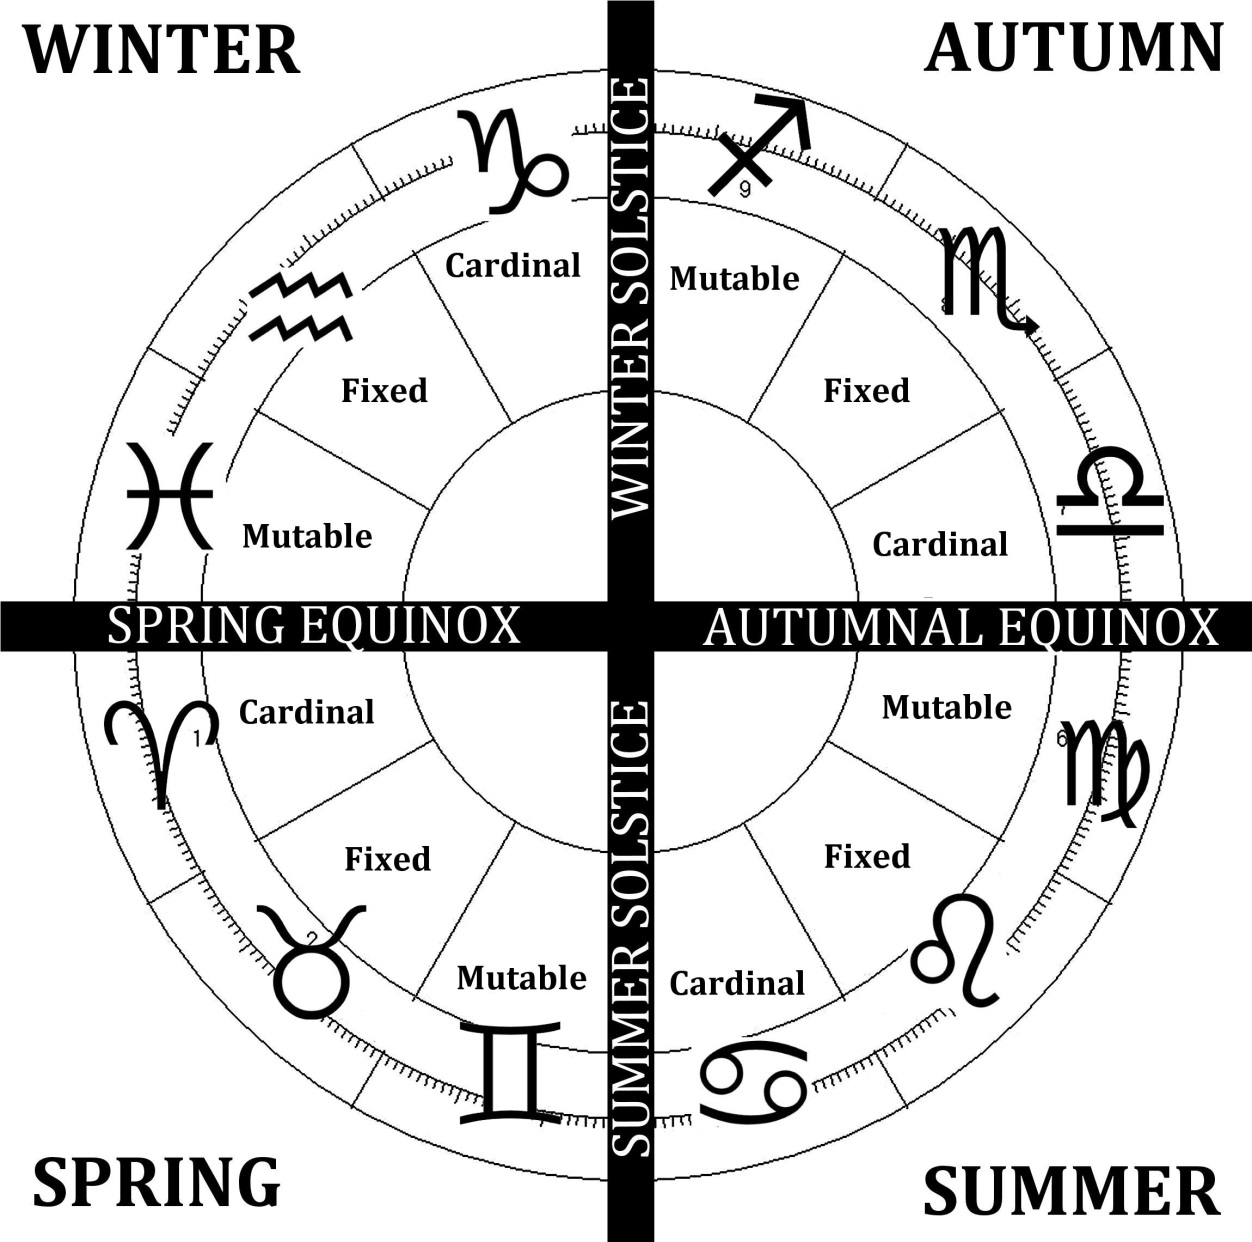 WINTER
AUTUMN
WINTER SOLSTICE
♑
♐
9
Cardinal
Mutable
♒
♏
8
Fixed
Fixed
♓
♎
7
Mutable
Cardinal
SPRING EQUINOX
AUTUMNAL EQUINOX
♈
1
Cardinal
Mutable
6
♍
Fixed
Fixed
♉
2
♌
Mutable
Cardinal
♊
♋
SUMMER SOLSTICE
SPRING
SUMMER